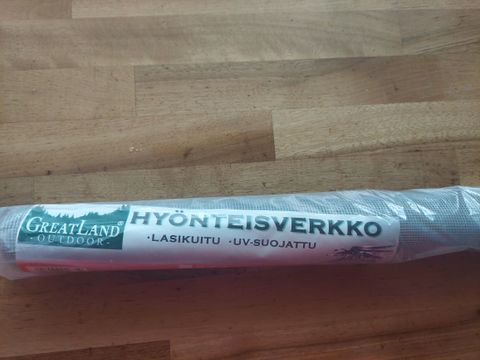 GREATLAND®
OUTDOOR
HYÖNTEISVERKKO
·LASIKUITU ·UV-SUOJATTU